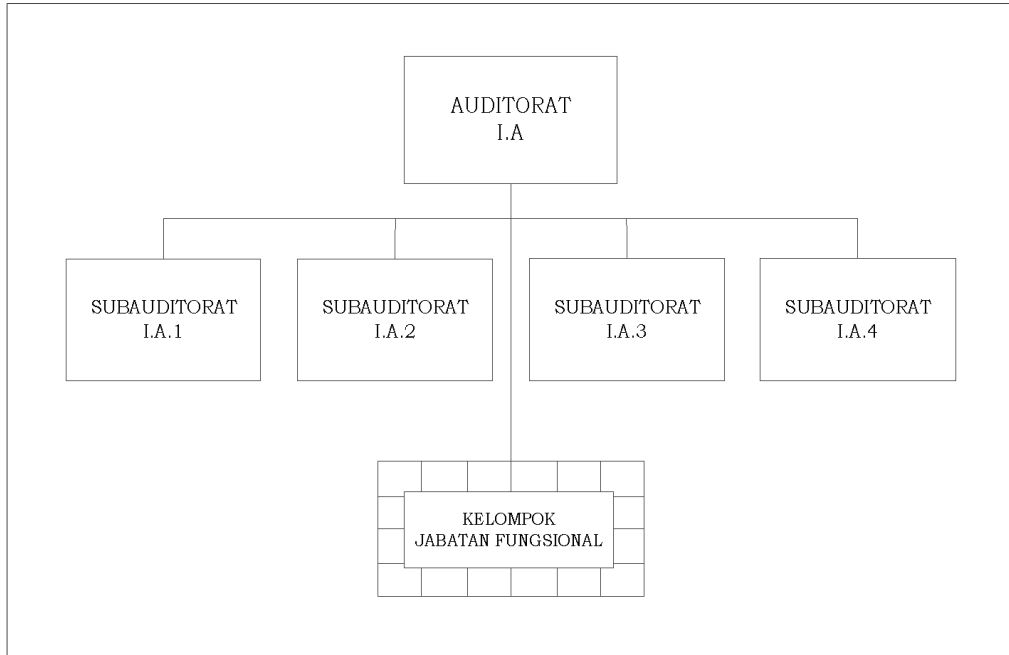 AUDITORAT
I.A
SUBAUDITORAT
I.A.1
SUBAUDITORAT
I.A.2
SUBAUDITORAT
I.A.3
SUBAUDITORAT
I.A.4
KELOMPOK
JABATAN FUNGSIONAL